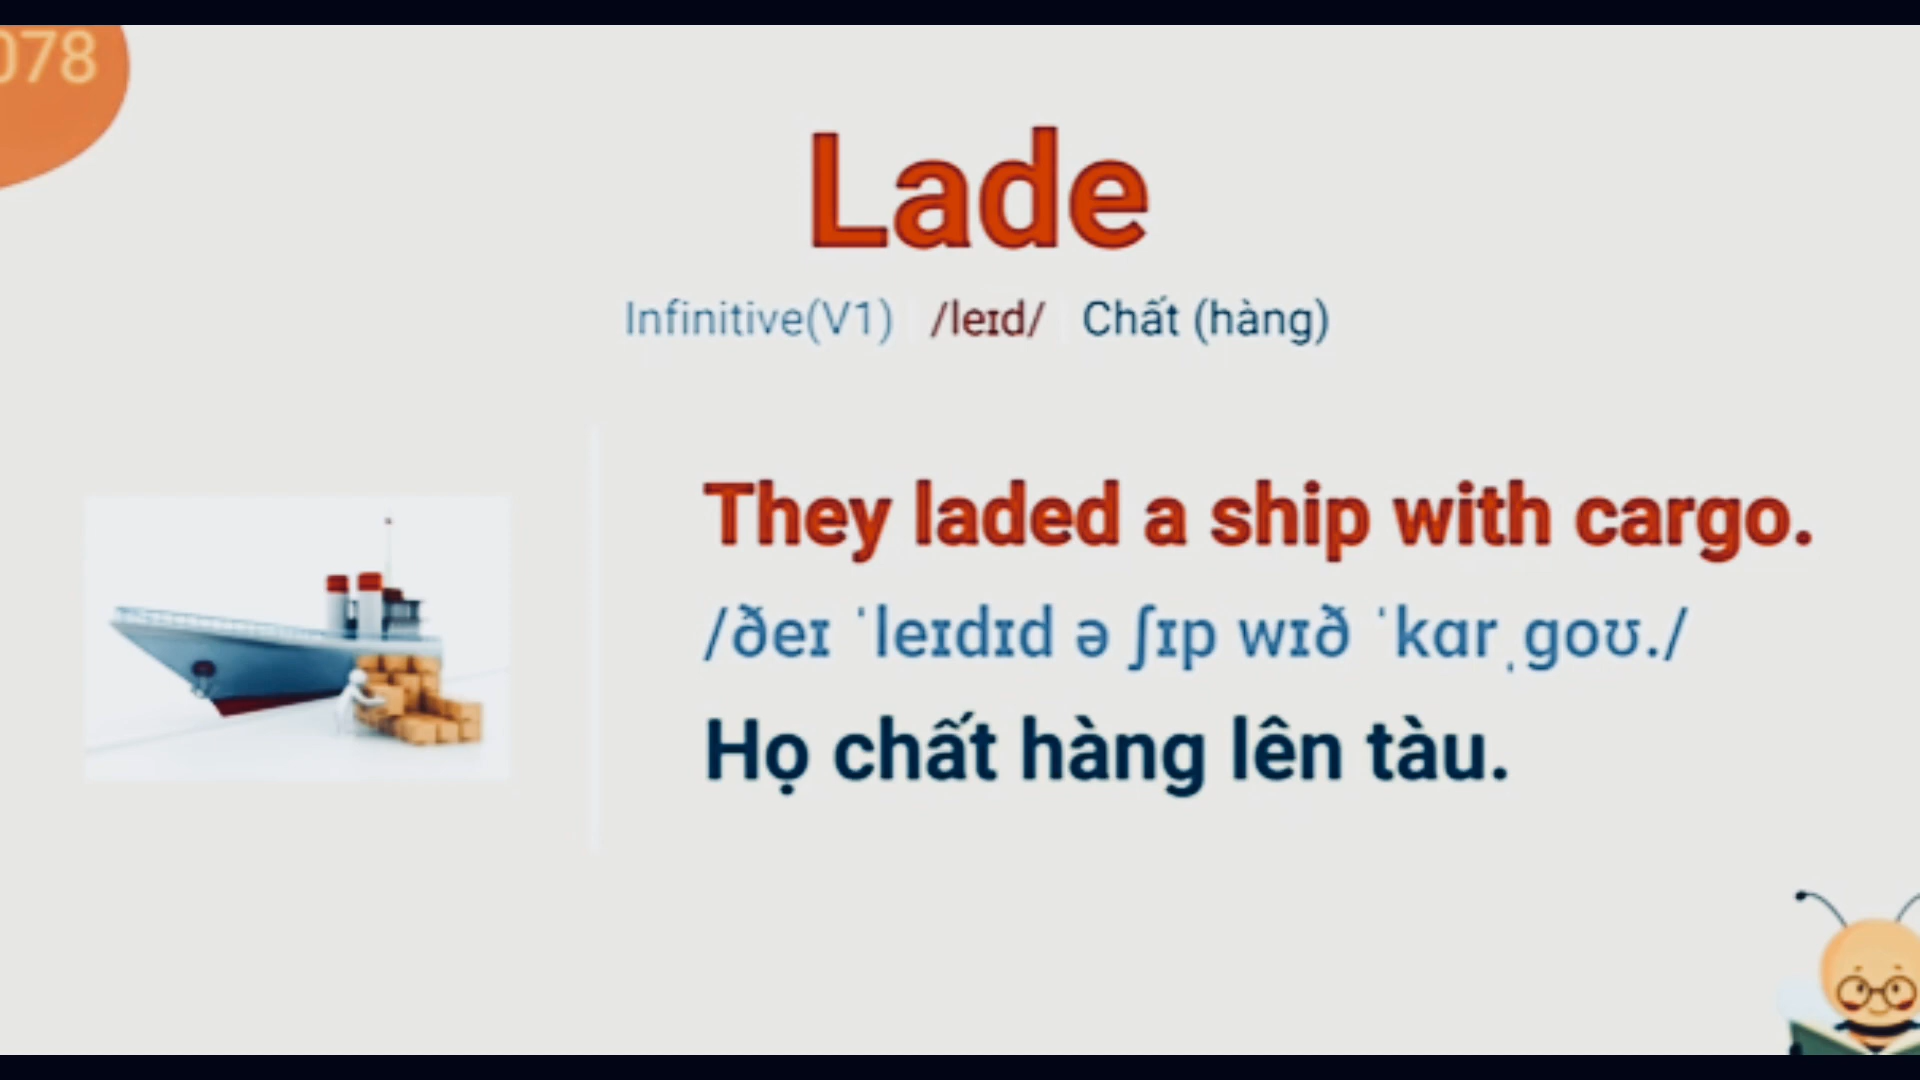 078
Lade
Infinitive(V1) /leɪd/ Chất (hàng)
They laded a ship with cargo.
/ðeɪ ˈleɪdɪd ə ʃɪp wɪð ˈkɑrˌgoʊ./
Họ chất hàng lên tàu.